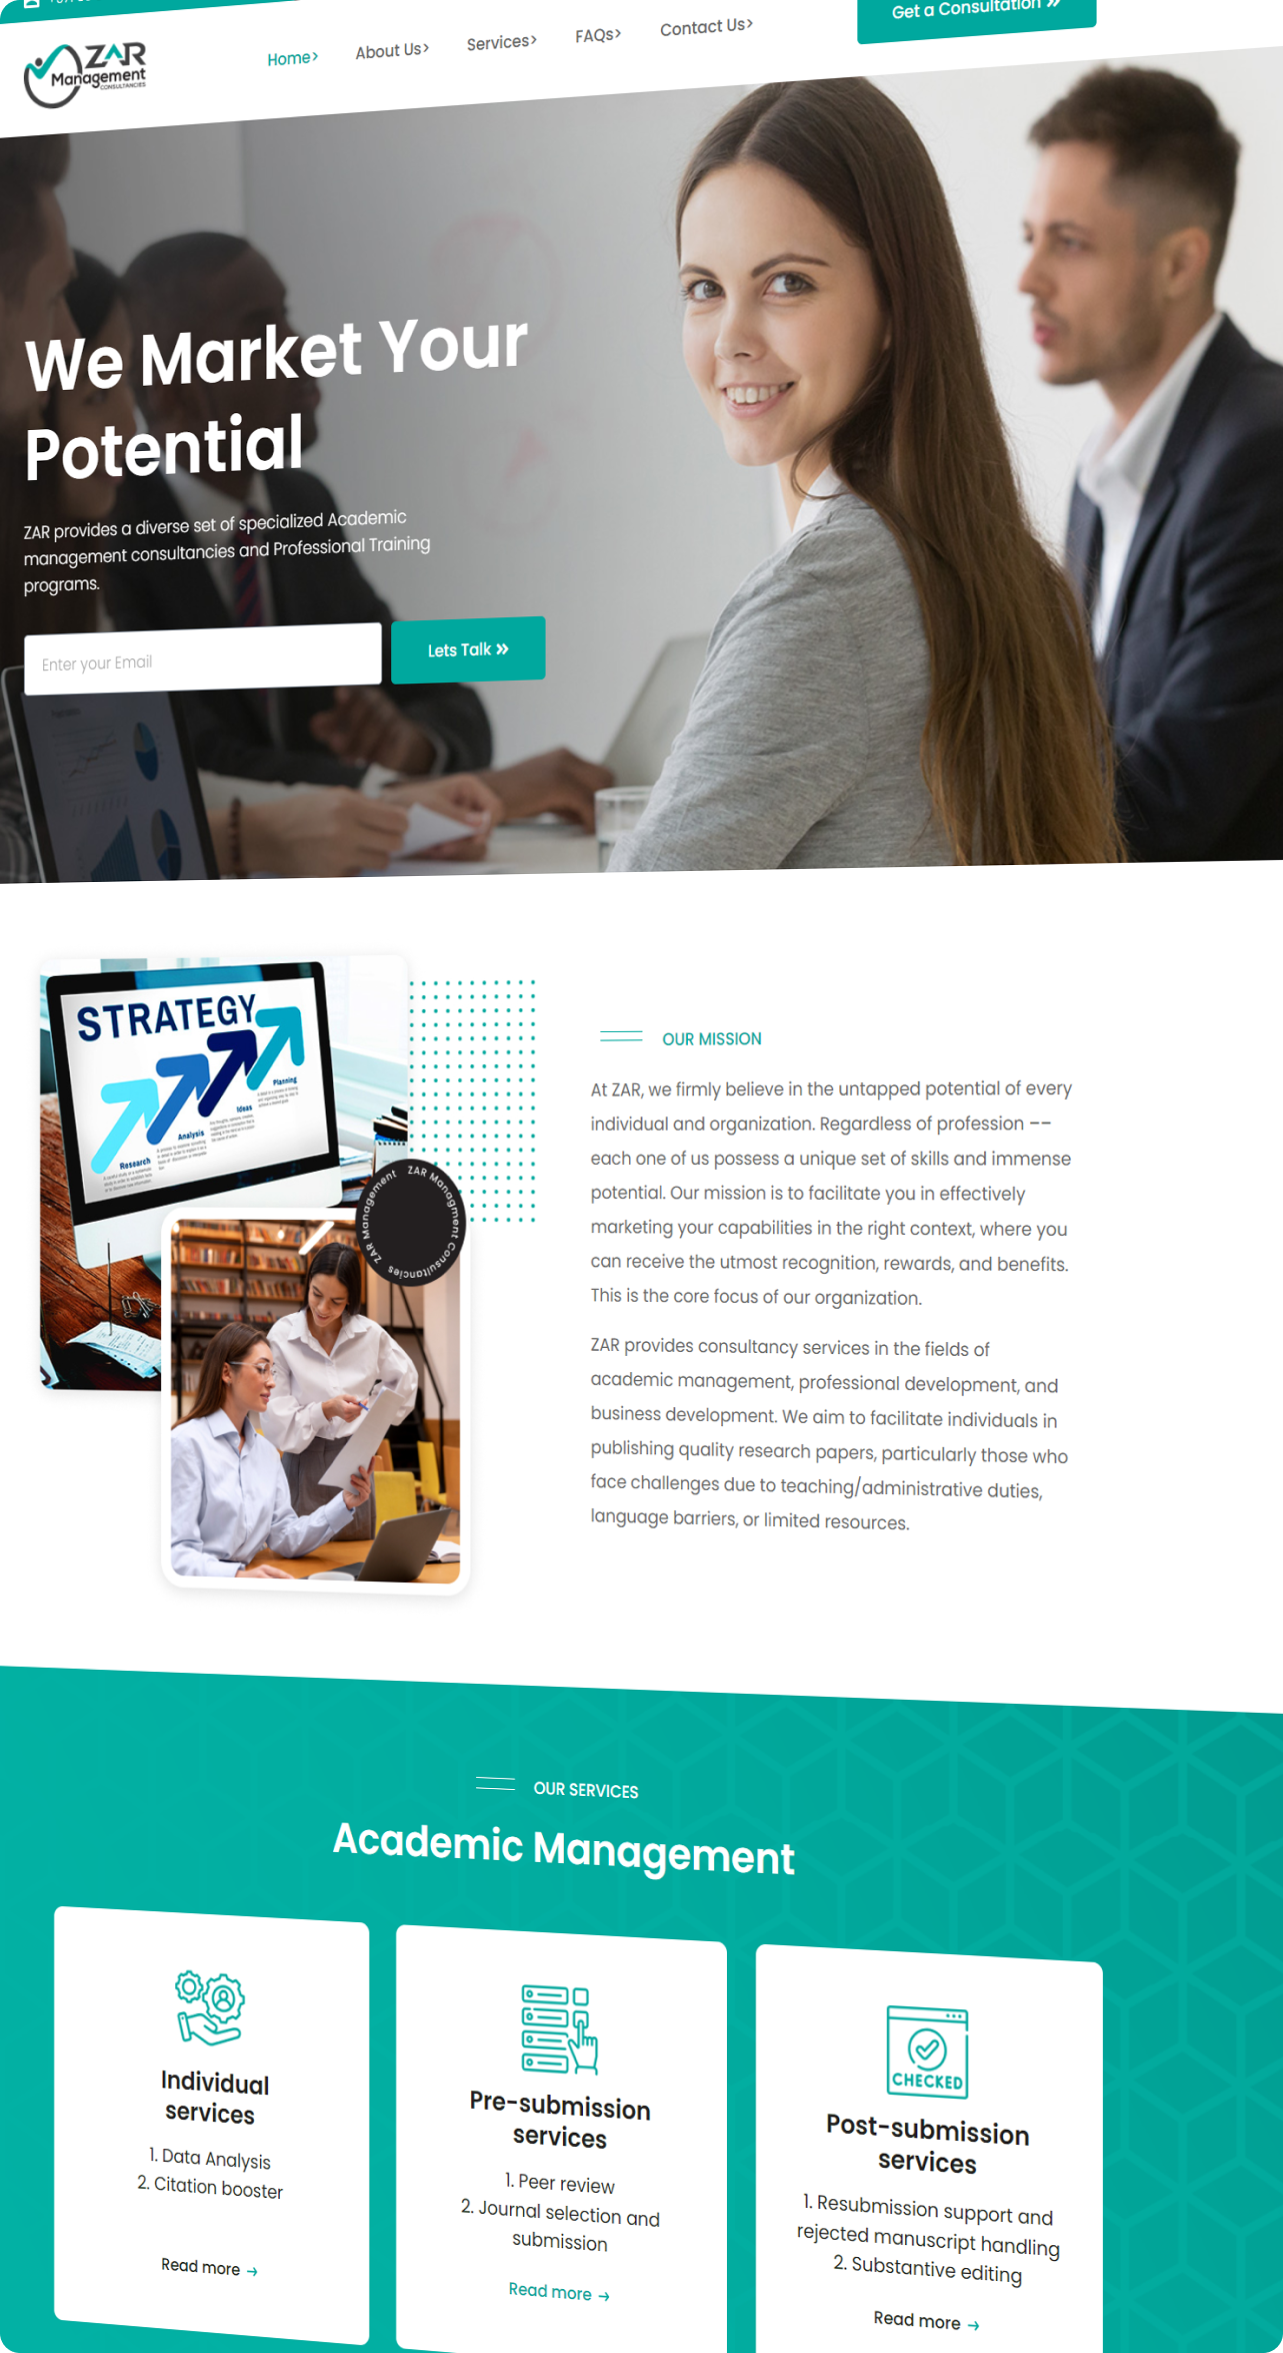 ZAR
Management
CONSULTANCIES
Home
About Us
Services
FAQs
Contact Us
Get a Consultation »
We Market Your
Potential
ZAR provides a diverse set of specialized Academic
management consultancies and Professional Training
programs.
Enter your Email
Lets Talk »
STRATEGY
Planning
Ideas
Analysis
Research
ZAR Management ZAR Managment Consultancies
OUR MISSION
At ZAR, we firmly believe in the untapped potential of every
individual and organization. Regardless of profession ––
each one of us possess a unique set of skills and immense
potential. Our mission is to facilitate you in effectively
marketing your capabilities in the right context, where you
can receive the utmost recognition, rewards, and benefits.
This is the core focus of our organization.
ZAR provides consultancy services in the fields of
academic management, professional development, and
business development. We aim to facilitate individuals in
publishing quality research papers, particularly those who
face challenges due to teaching/administrative duties,
language barriers, or limited resources.
OUR SERVICES
Academic Management
Individual
services
1. Data Analysis
2. Citation booster
Read more →
Pre-submission
services
1. Peer review
2. Journal selection and
submission
Read more →
CHECKED
Post-submission
services
1. Resubmission support and
rejected manuscript handling
2. Substantive editing
Read more →